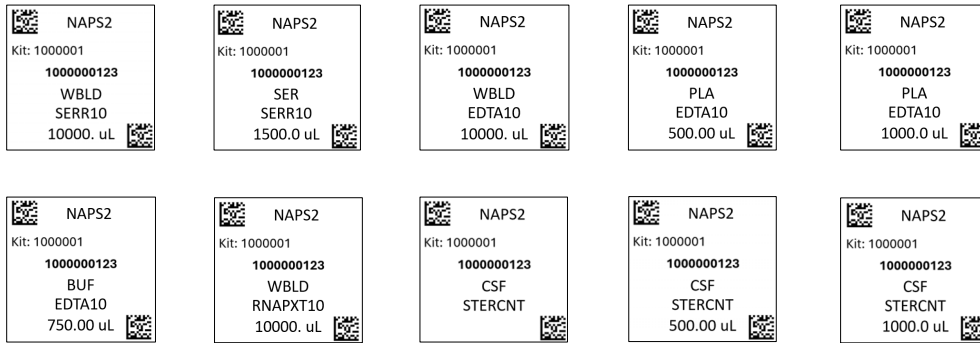 NAPS2
Kit: 1000001
1000000123
WBLD
SERR10
10000. uL
NAPS2
Kit: 1000001
1000000123
SER
SERR10
1500.0 uL
NAPS2
Kit: 1000001
1000000123
WBLD
EDTA10
10000. uL
NAPS2
Kit: 1000001
1000000123
PLA
EDTA10
500.00 uL
NAPS2
Kit: 1000001
1000000123
PLA
EDTA10
1000.0 uL
NAPS2
Kit: 1000001
1000000123
BUF
EDTA10
750.00 uL
NAPS2
Kit: 1000001
1000000123
WBLD
RNAPXT10
10000. uL
NAPS2
Kit: 1000001
1000000123
CSF
STERCNT
NAPS2
Kit: 1000001
1000000123
CSF
STERCNT
500.00 uL
NAPS2
Kit: 1000001
1000000123
CSF
STERCNT
1000.0 uL